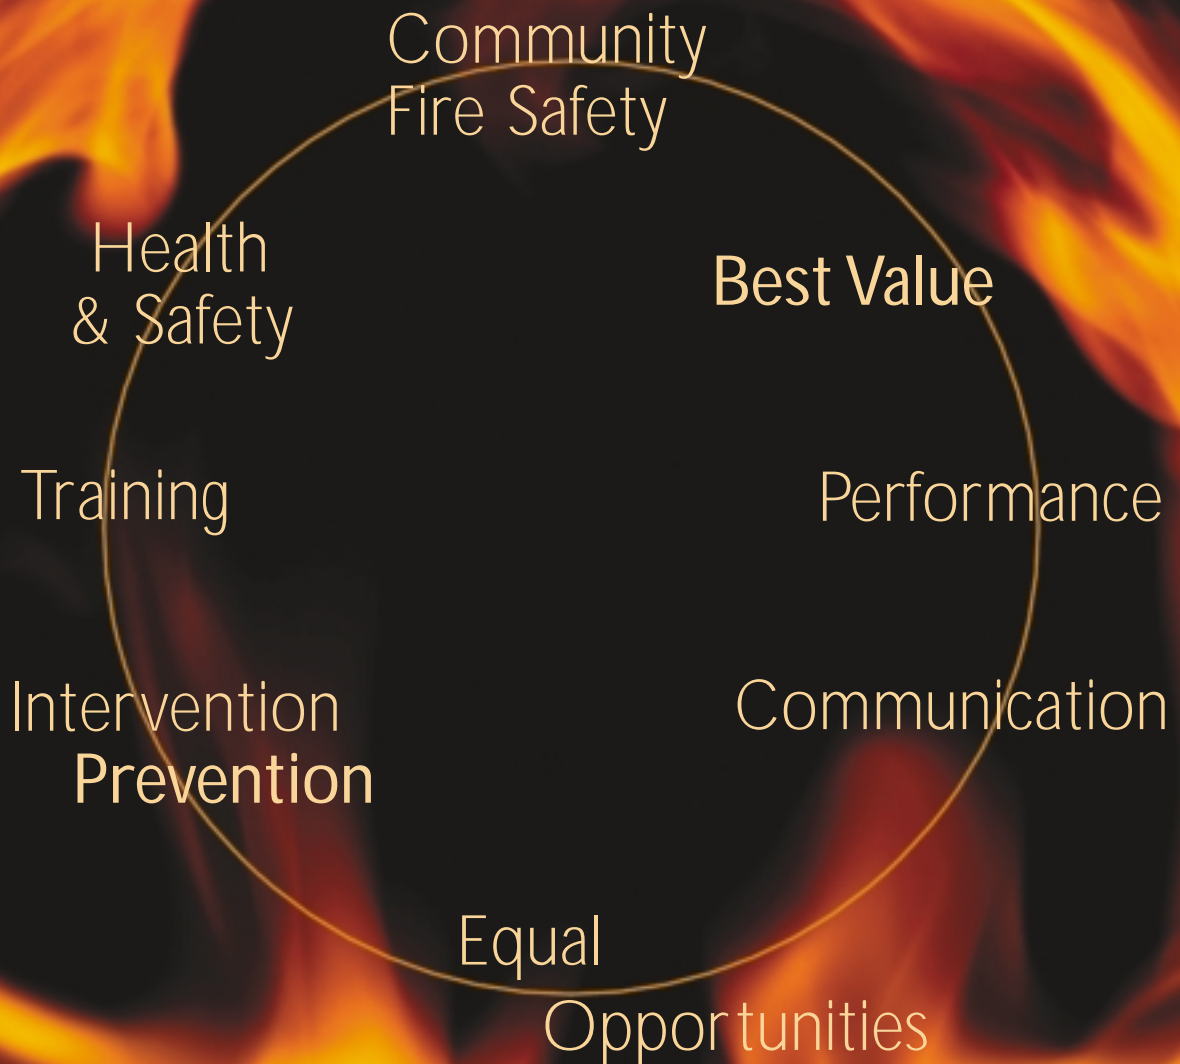 Community
Fire Safety
Health
& Safety
Best Value
Training
Performance
Intervention
Prevention
Communication
Equal
Opportunities